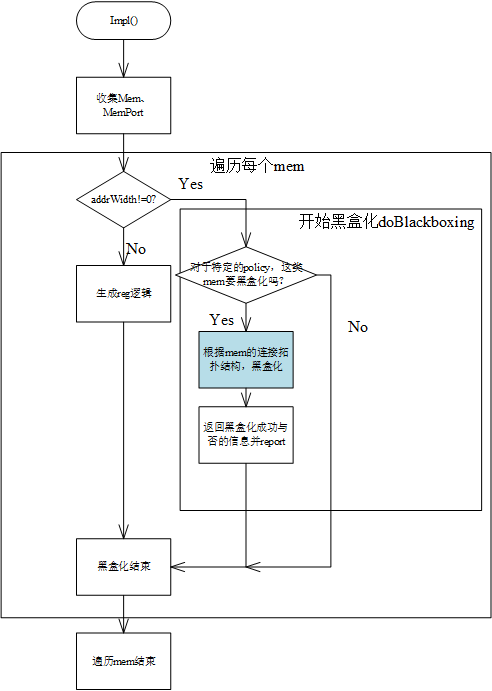 Impl()
收集Mem、
MemPort
遍历每个mem
addrWidth!=0?
Yes
开始黑盒化doBlackboxing
No
对于特定的policy，这类
mem要黑盒化吗？
生成reg逻辑
Yes
No
根据mem的连接拓
扑结构，黑盒化
返回黑盒化成功与
否的信息并report
黑盒化结束
遍历mem结束